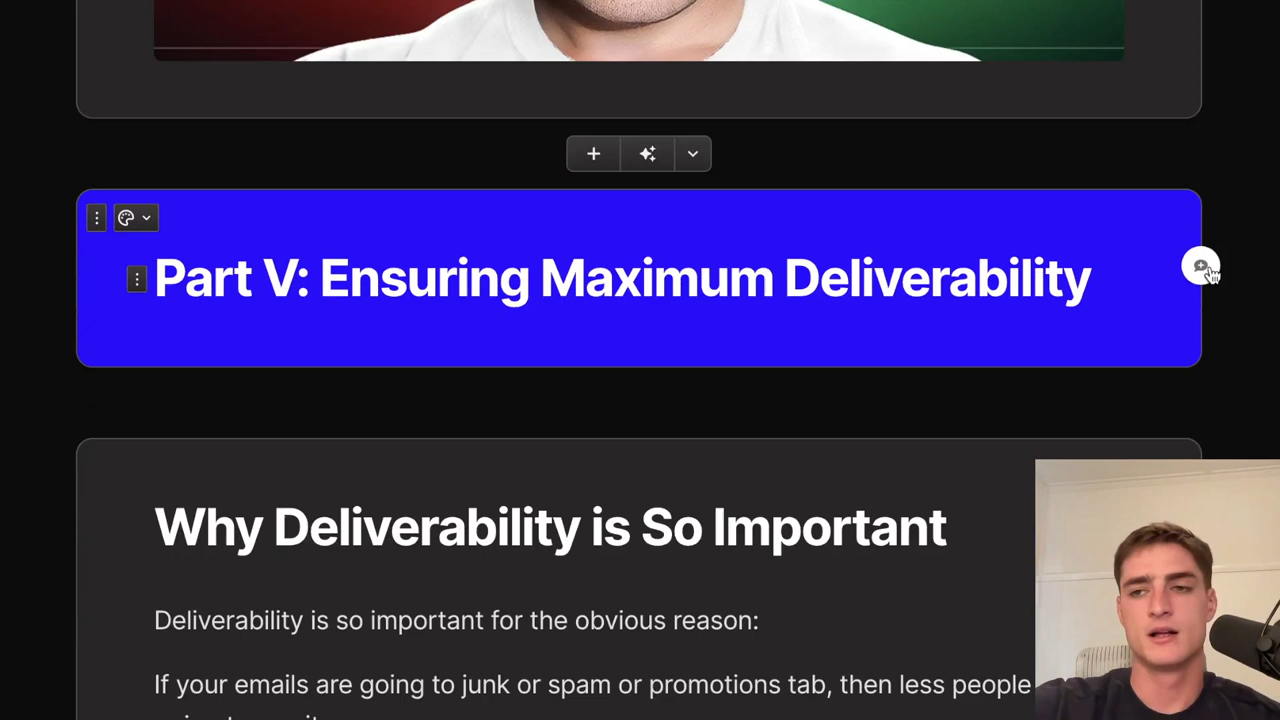 Part V: Ensuring Maximum Deliverability
Why Deliverability is So Important
Deliverability is so important for the obvious reason:
If your emails are going to junk or spam or promotions tab, then less people